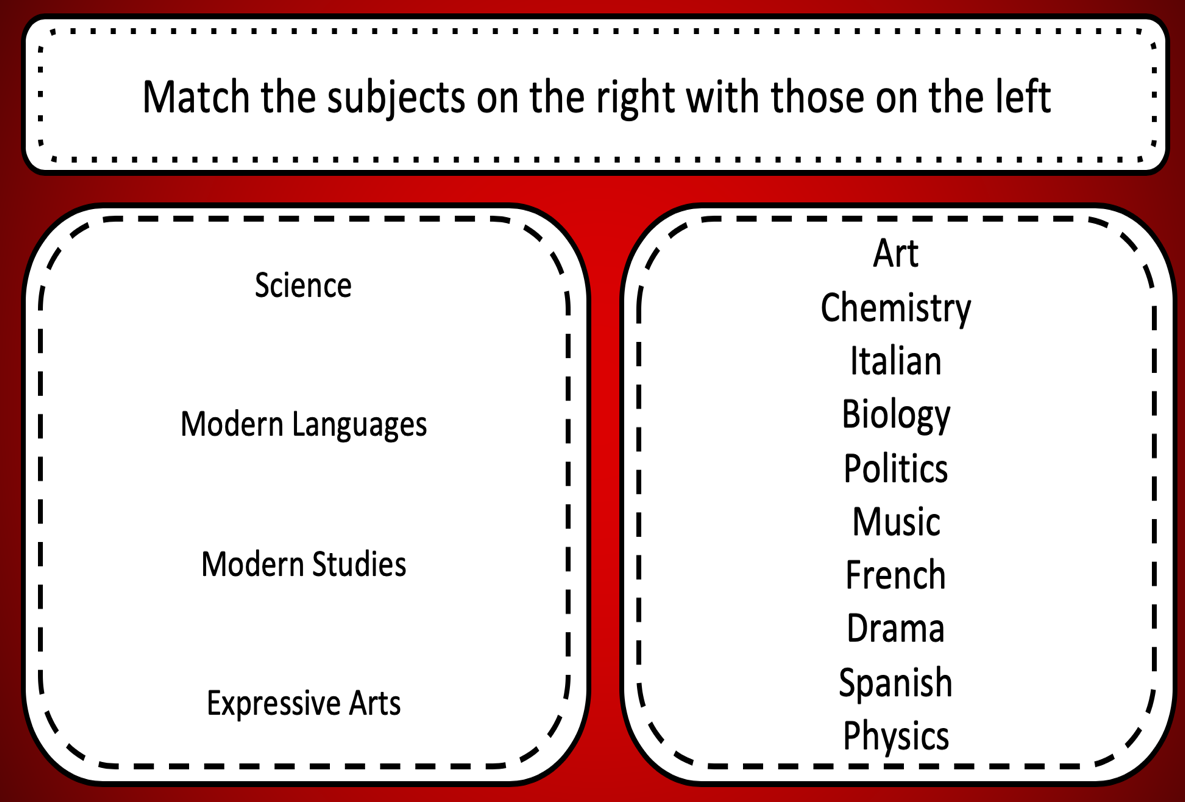 Match the subjects on the right with those on the left
Science
Modern Languages
Modern Studies
Expressive Arts
Art
Chemistry
Italian
Biology
Politics
Music
French
Drama
Spanish
Physics